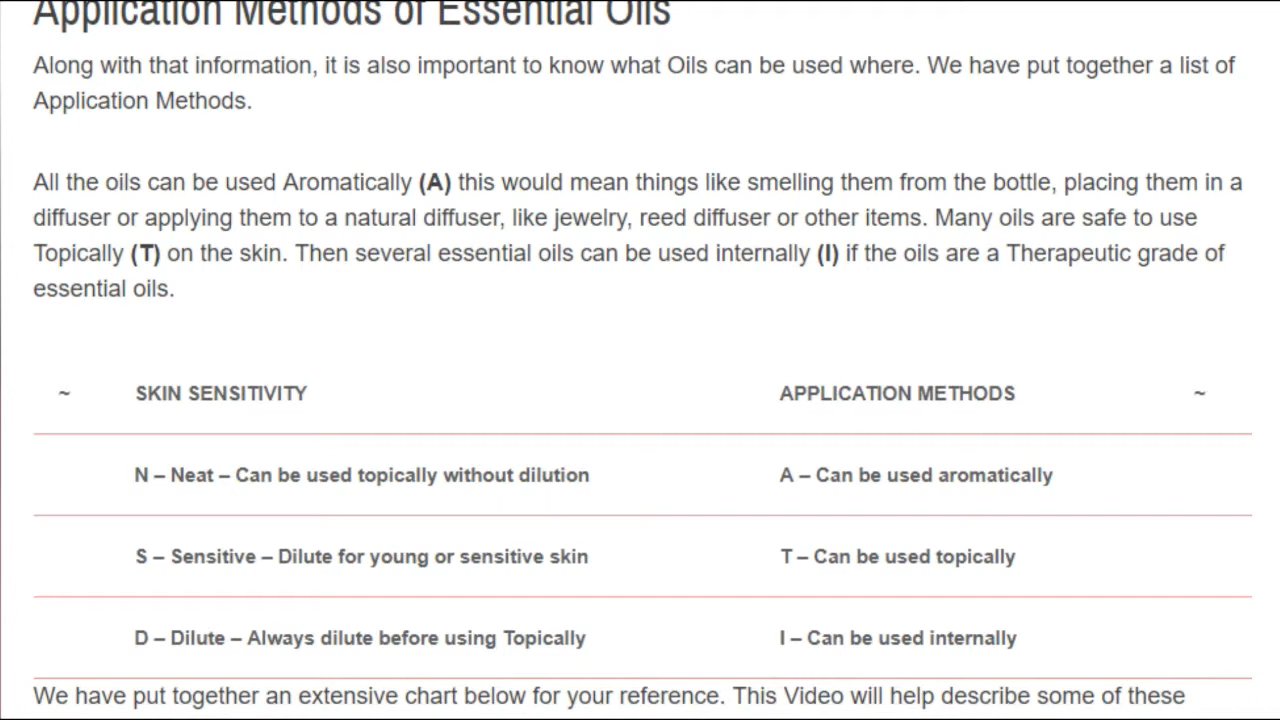 Application Methods of Essential Oils
Along with that information, it is also important to know what Oils can be used where. We have put together a list of
Application Methods.
All the oils can be used Aromatically (A) this would mean things like smelling them from the bottle, placing them in a
diffuser or applying them to a natural diffuser, like jewelry, reed diffuser or other items. Many oils are safe to use
Topically (T) on the skin. Then several essential oils can be used internally (I) if the oils are a Therapeutic grade of
essential oils.
~ SKIN SENSITIVITY APPLICATION METHODS ~
N – Neat – Can be used topically without dilution A – Can be used aromatically
S – Sensitive – Dilute for young or sensitive skin T – Can be used topically
D – Dilute – Always dilute before using Topically I – Can be used internally
We have put together an extensive chart below for your reference. This Video will help describe some of these